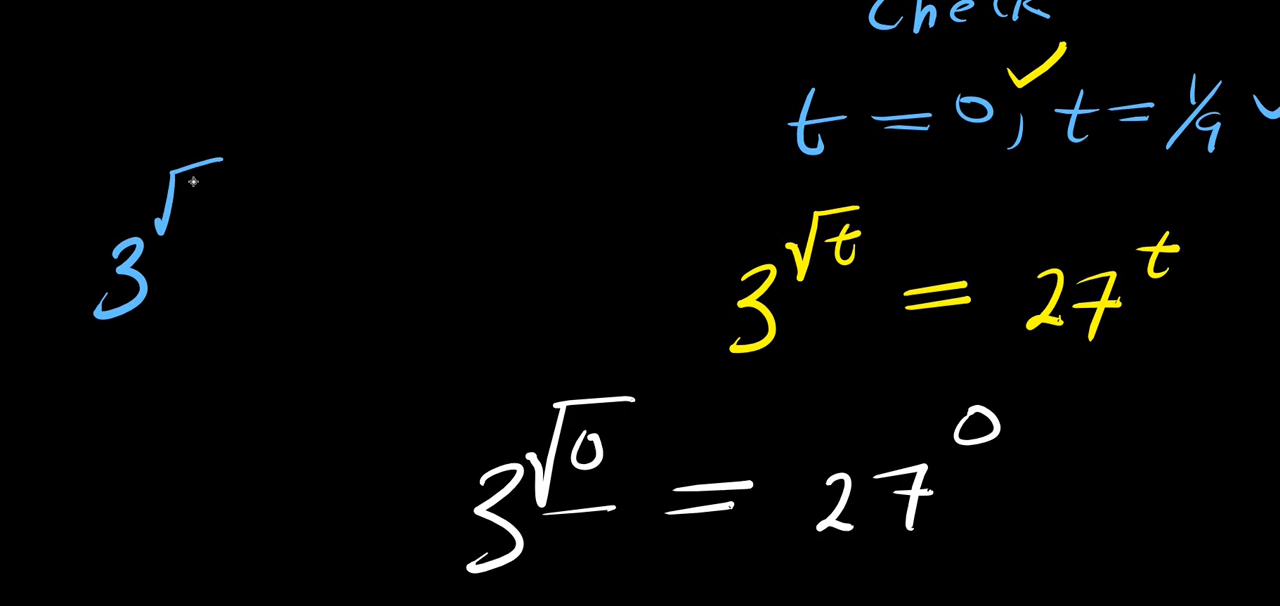 Check
t = 0, t = 1/9 ✓
3^√
3^√t = 27^t
3^√0 = 27^0